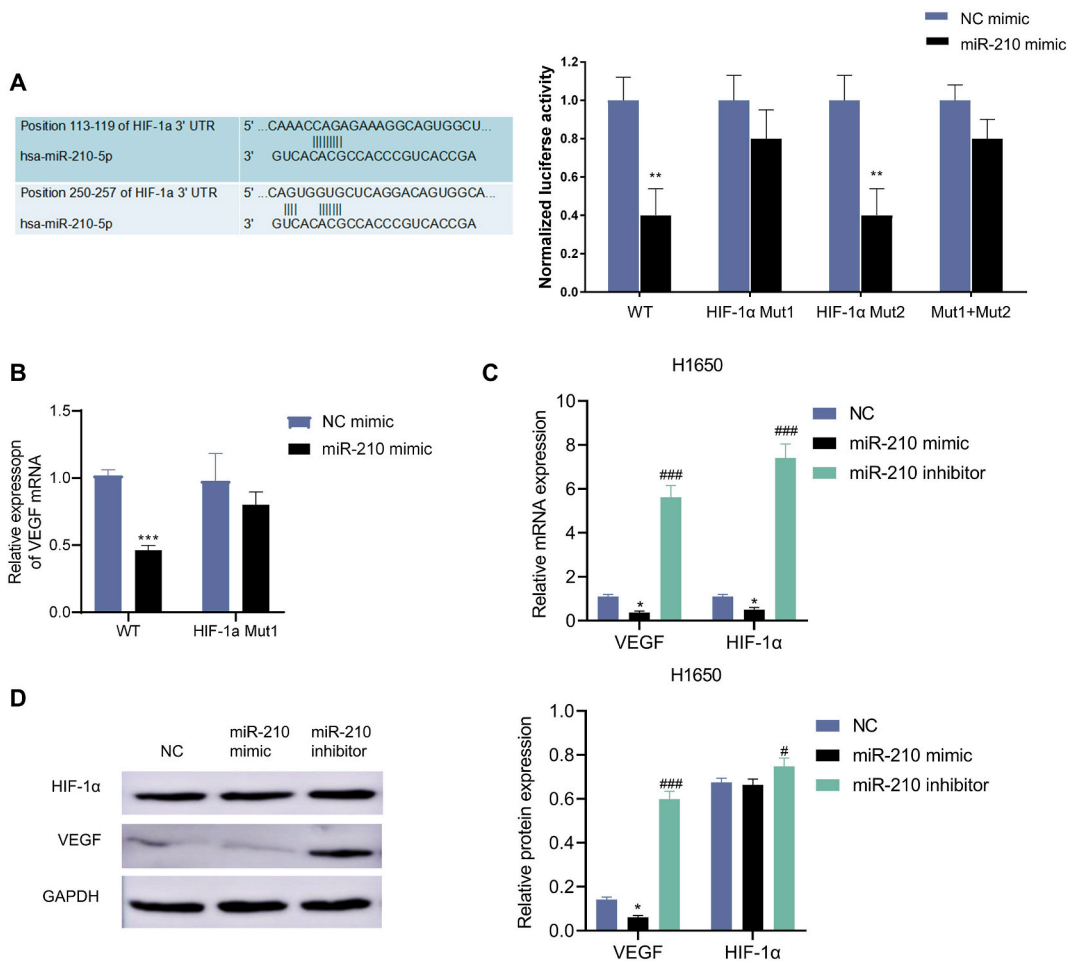 A
Position 113-119 of HIF-1a 3' UTR 5' ...CAAACCAGAGAAAGGCAGUGGCU...
hsa-miR-210-5p 3' GUCACACGCCACCCGUCACCGA
Position 250-257 of HIF-1a 3' UTR 5' ...CAGUGGUGCUCAGGACAGUGGCA...
hsa-miR-210-5p 3' GUCACACGCCACCCGUCACCGA
NC mimic
miR-210 mimic
Normalized luciferse activity
1.2
1.0
0.8
0.6
0.4
0.2
0.0
**
**
WT HIF-1α Mut1 HIF-1α Mut2 Mut1+Mut2
B
Relative expressopn
of VEGF mRNA
1.5
1.0
0.5
0.0
***
WT HIF-1a Mut1
NC mimic
miR-210 mimic
C
H1650
Relative mRNA expression
10
8
6
4
2
0
*
###
*
###
VEGF HIF-1α
NC
miR-210 mimic
miR-210 inhibitor
D
NC
miR-210
mimic
miR-210
inhibitor
HIF-1α
VEGF
GAPDH
H1650
Relative protein expression
1.0
0.8
0.6
0.4
0.2
0.0
*
###
#
VEGF HIF-1α
NC
miR-210 mimic
miR-210 inhibitor